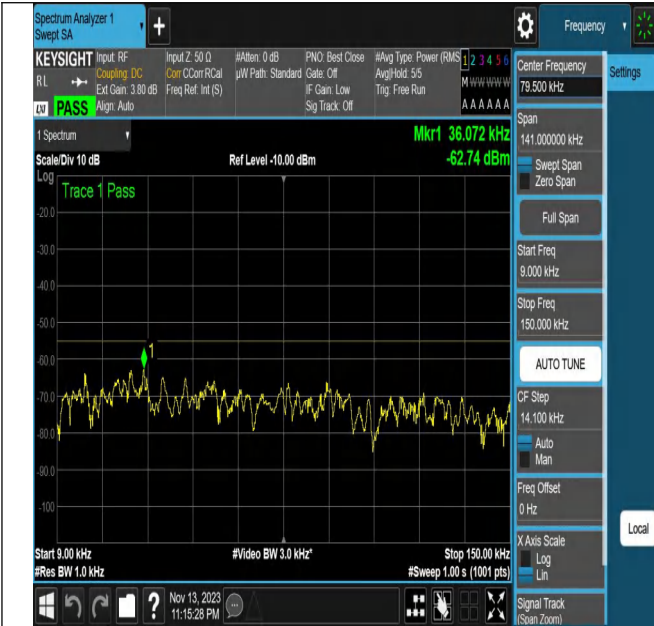 Spectrum Analyzer 1
Swept SA
+
Frequency
KEYSIGHT
RL
LXI
PASS
Input: RF
Coupling: DC
Ext Gain: 3.80 dB
Align: Auto
Input Z: 50 Ω
Corr CCorr RCal
Freq Ref: Int (S)
#Atten: 0 dB
µW Path: Standard
PNO: Best Close
Gate: Off
IF Gain: Low
Sig Track: Off
#Avg Type: Power (RMS
Avg|Hold: 5/5
Trig: Free Run
1 2 3 4 5 6
M W W W W W
A A A A A A
1 Spectrum
Scale/Div 10 dB
Ref Level -10.00 dBm
Mkr1 36.072 kHz
-62.74 dBm
Log
Trace 1 Pass
-20.0
-30.0
-40.0
-50.0
-60.0
-70.0
-80.0
-90.0
-100
1
Start 9.00 kHz
#Video BW 3.0 kHz*
Stop 150.00 kHz
#Res BW 1.0 kHz
#Sweep 1.00 s (1001 pts)
?
Nov 13, 2023
11:15:28 PM
Center Frequency
79.500 kHz
Settings
Span
141.000000 kHz
Swept Span
Zero Span
Full Span
Start Freq
9.000 kHz
Stop Freq
150.000 kHz
AUTO TUNE
CF Step
14.100 kHz
Auto
Man
Freq Offset
0 Hz
X Axis Scale
Log
Lin
Local
Signal Track
(Span Zoom)